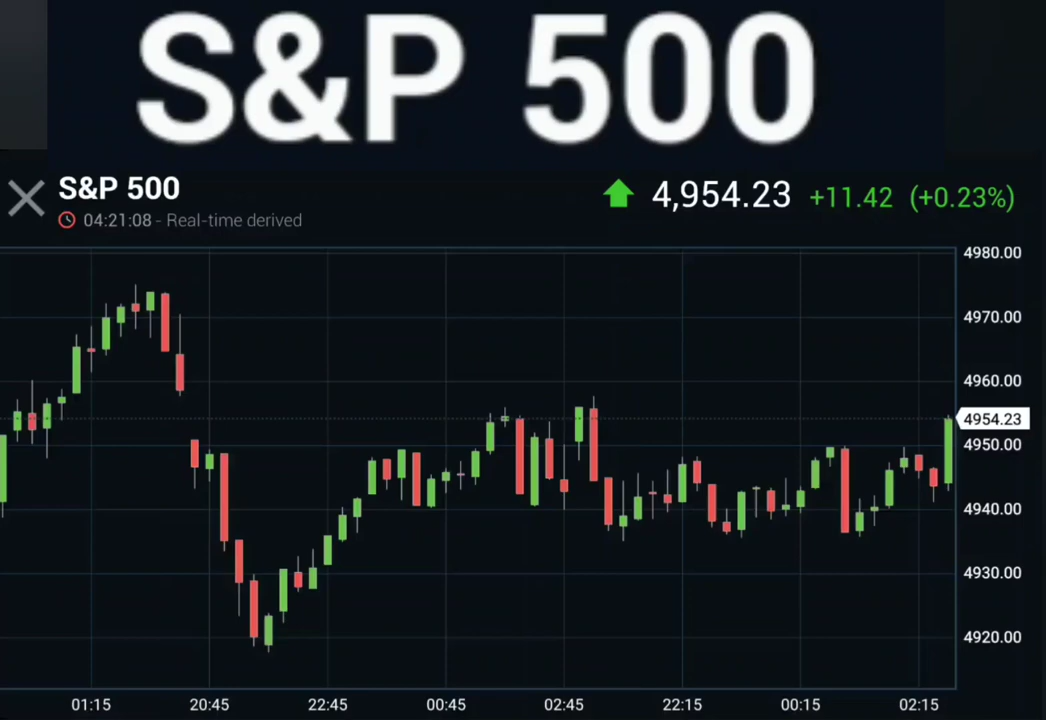 S&P 500
S&P 500
4,954.23 +11.42 (+0.23%)
04:21:08 - Real-time derived
4980.00
4970.00
4960.00
4954.23
4950.00
4940.00
4930.00
4920.00
01:15 20:45 22:45 00:45 02:45 22:15 00:15 02:15